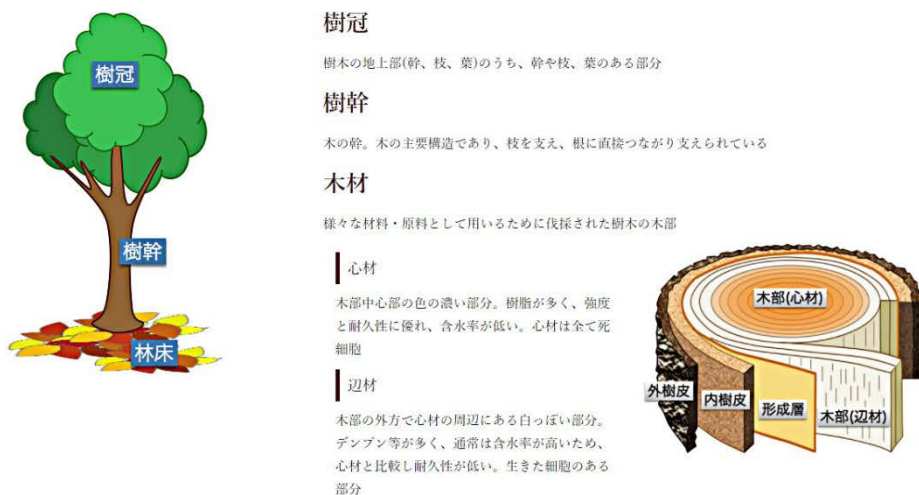 樹冠
樹幹
林床
樹冠
樹木の地上部(幹、枝、葉)のうち、幹や枝、葉のある部分
樹幹
木の幹。木の主要構造であり、枝を支え、根に直接つながり支えられている
木材
様々な材料・原料として用いるために伐採された樹木の木部
心材
木部中心部の色の濃い部分。樹脂が多く、強度
と耐久性に優れ、含水率が低い。心材は全て死
細胞
辺材
木部の外方で心材の周辺にある白っぽい部分。
デンプン等が多く、通常は含水率が高いため、
心材と比較し耐久性が低い。生きた細胞のある
部分
木部(心材)
外樹皮
内樹皮
形成層
木部(辺材)